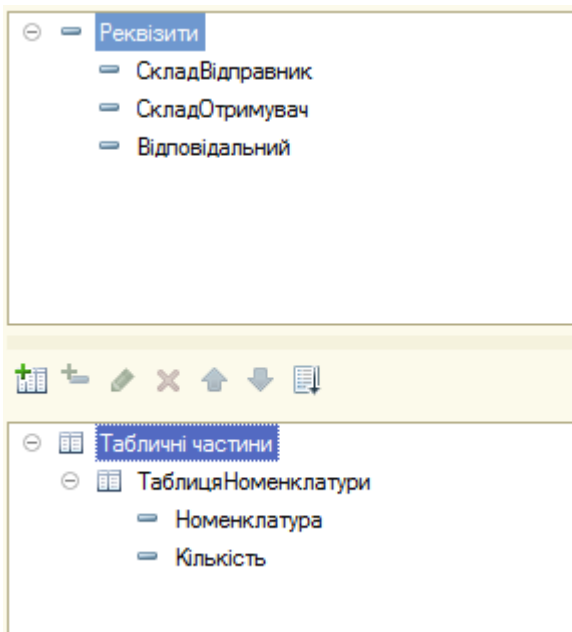 Реквізити
СкладВідправник
СкладОтримувач
Відповідальний
Табличні частини
ТаблицяНоменклатури
Номенклатура
Кількість